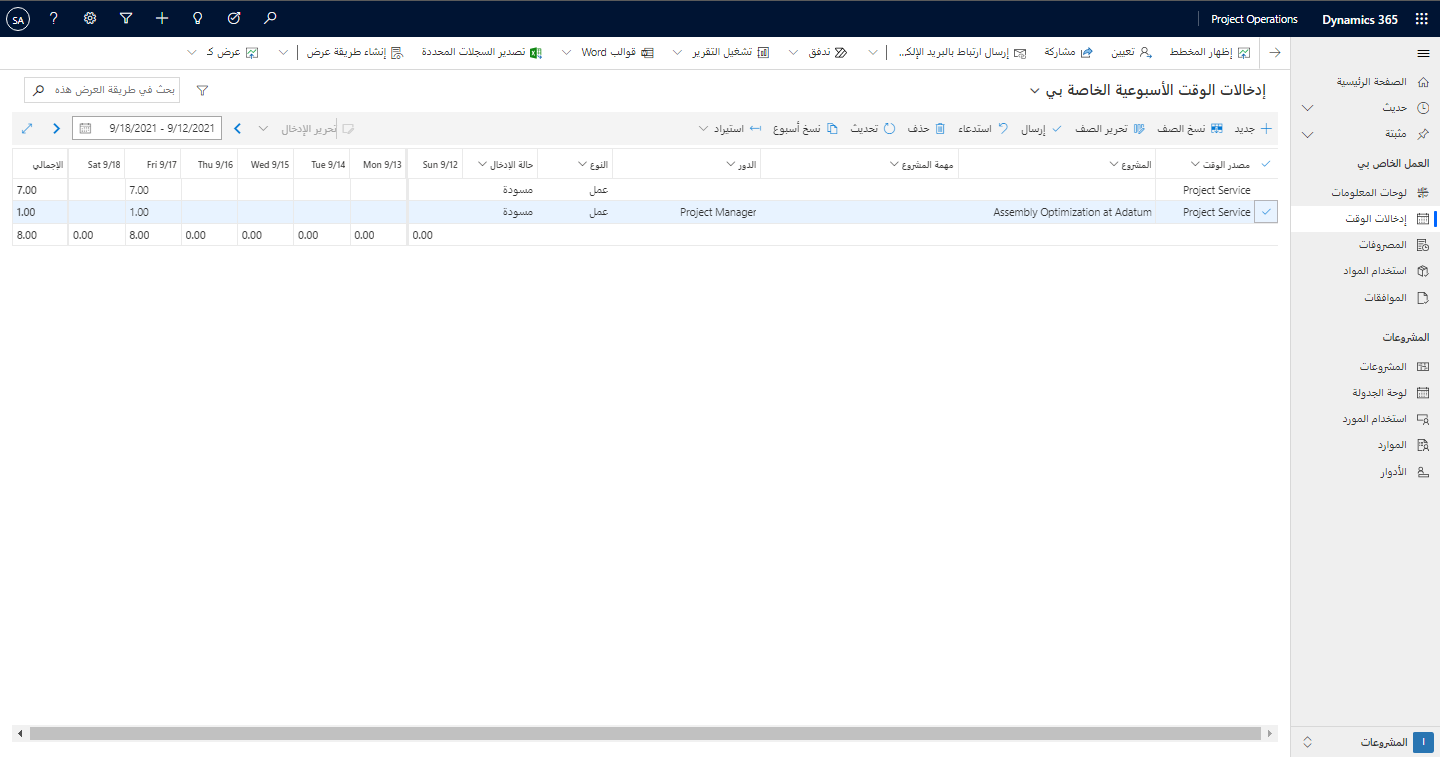 Dynamics 365
Project Operations
SA
إظهار المخطط
تعيين
مشاركة
إرسال ارتباط بالبريد الإلك...
تدفق
تشغيل التقرير
قوالب Word
تصدير السجلات المحددة
إنشاء طريقة عرض
عرض ك
إدخالات الوقت الأسبوعية الخاصة بي
بحث في طريقة العرض هذه
جديد
نسخ الصف
تحرير الصف
إرسال
استدعاء
حذف
تحديث
نسخ أسبوع
استيراد
تحرير الإدخال
9/18/2021 - 9/12/2021
مصدر الوقت
المشروع
مهمة المشروع
الدور
النوع
حالة الإدخال
Sun 9/12
Mon 9/13
Tue 9/14
Wed 9/15
Thu 9/16
Fri 9/17
Sat 9/18
الإجمالي
Project Service
عمل
مسودة
7.00
7.00
Project Service
Assembly Optimization at Adatum
Project Manager
عمل
مسودة
1.00
1.00
0.00
0.00
0.00
0.00
0.00
8.00
0.00
8.00
الصفحة الرئيسية
حديث
مثبتة
العمل الخاص بي
لوحات المعلومات
إدخالات الوقت
المصروفات
استخدام المواد
الموافقات
المشروعات
المشروعات
لوحة الجدولة
استخدام المورد
الموارد
الأدوار
المشروعات